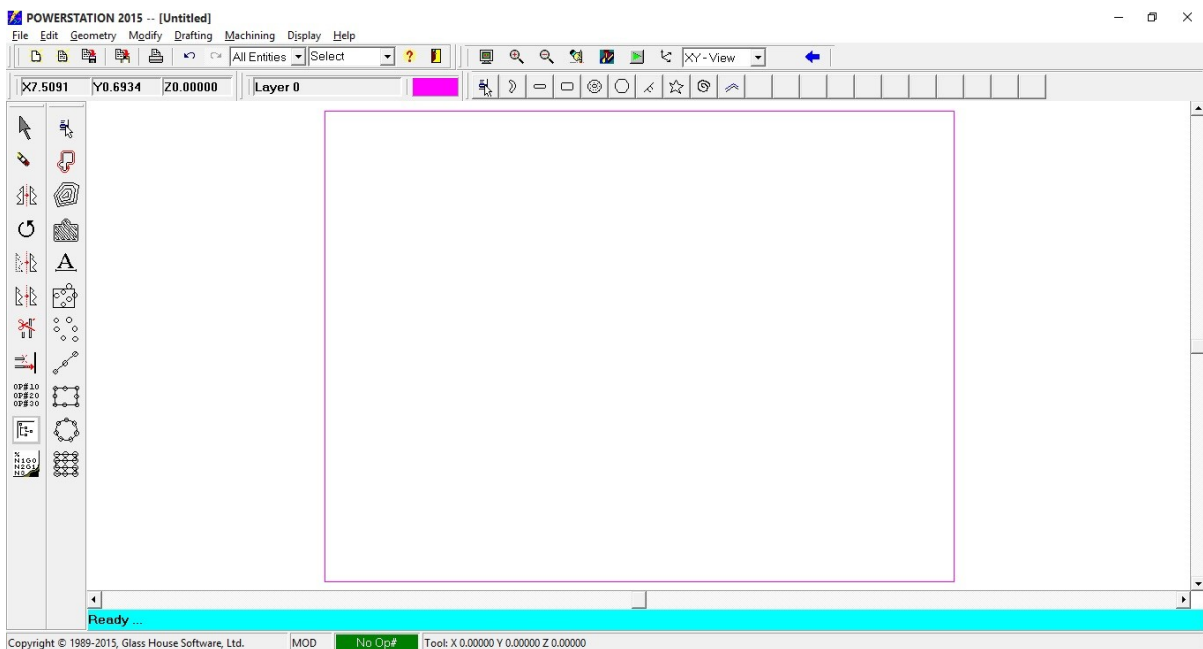 POWERSTATION 2015 -- [Untitled]
File Edit Geometry Modify Drafting Machining Display Help
All Entities Select ? XY-View
X7.5091 Y0.6934 Z0.00000 Layer 0
A
OP#10
OP#20
OP#30
%
N1G0
N2G1
Ready ...
Copyright © 1989-2015, Glass House Software, Ltd. MOD No Op# Tool: X 0.00000 Y 0.00000 Z 0.00000